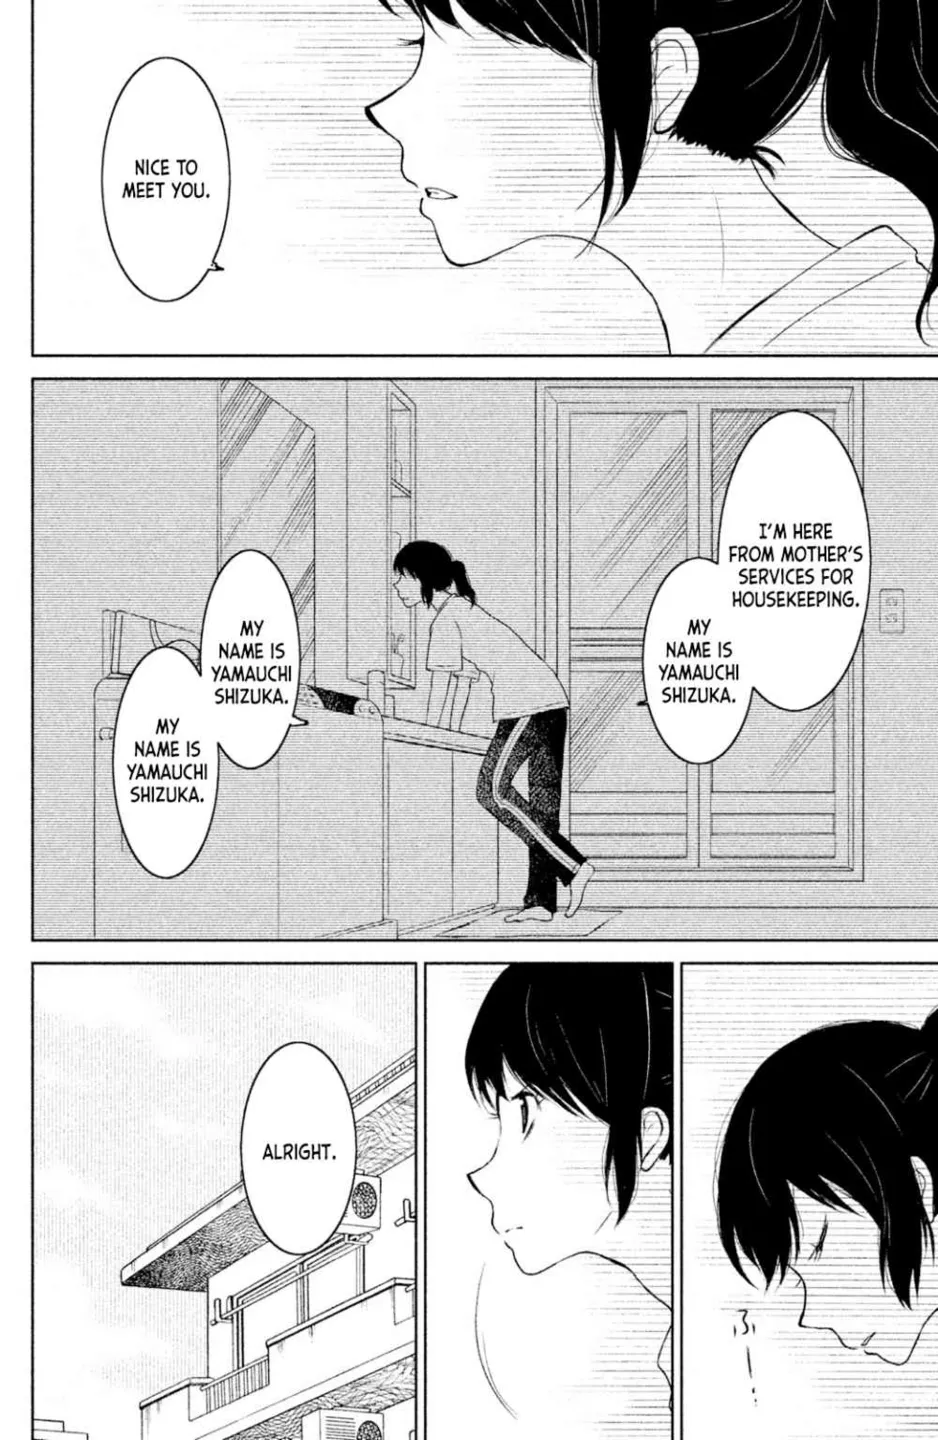 NICE TO
MEET YOU.
I'M HERE
FROM MOTHER'S
SERVICES FOR
HOUSEKEEPING.
MY
NAME IS
YAMAUCHI
SHIZUKA.
MY
NAME IS
YAMAUCHI
SHIZUKA.
MY
NAME IS
YAMAUCHI
SHIZUKA.
ふー…
ALRIGHT.